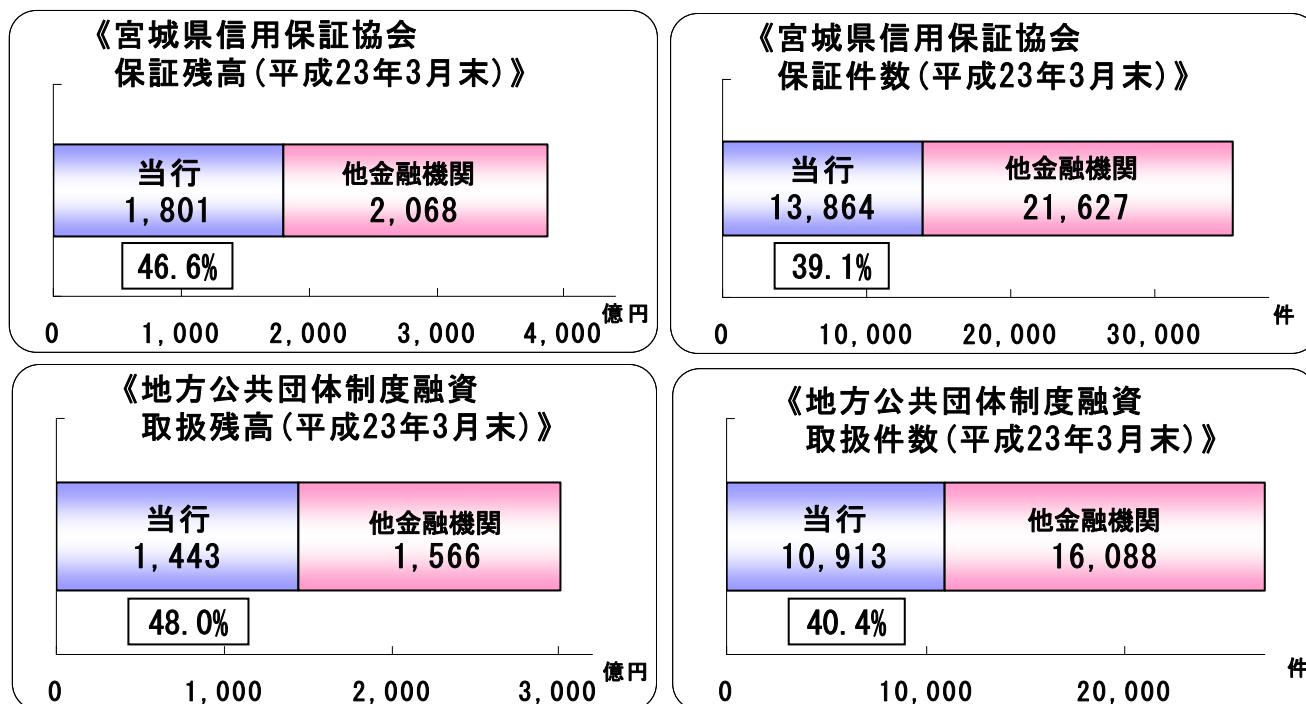 《宮城県信用保証協会
保証残高(平成23年3月末)》
当行
1,801
他金融機関
2,068
46.6%
億円
0 1,000 2,000 3,000 4,000
《宮城県信用保証協会
保証件数(平成23年3月末)》
当行
13,864
他金融機関
21,627
39.1%
件
0 10,000 20,000 30,000
《地方公共団体制度融資
取扱残高(平成23年3月末)》
当行
1,443
他金融機関
1,566
48.0%
億円
0 1,000 2,000 3,000
《地方公共団体制度融資
取扱件数(平成23年3月末)》
当行
10,913
他金融機関
16,088
40.4%
件
0 10,000 20,000